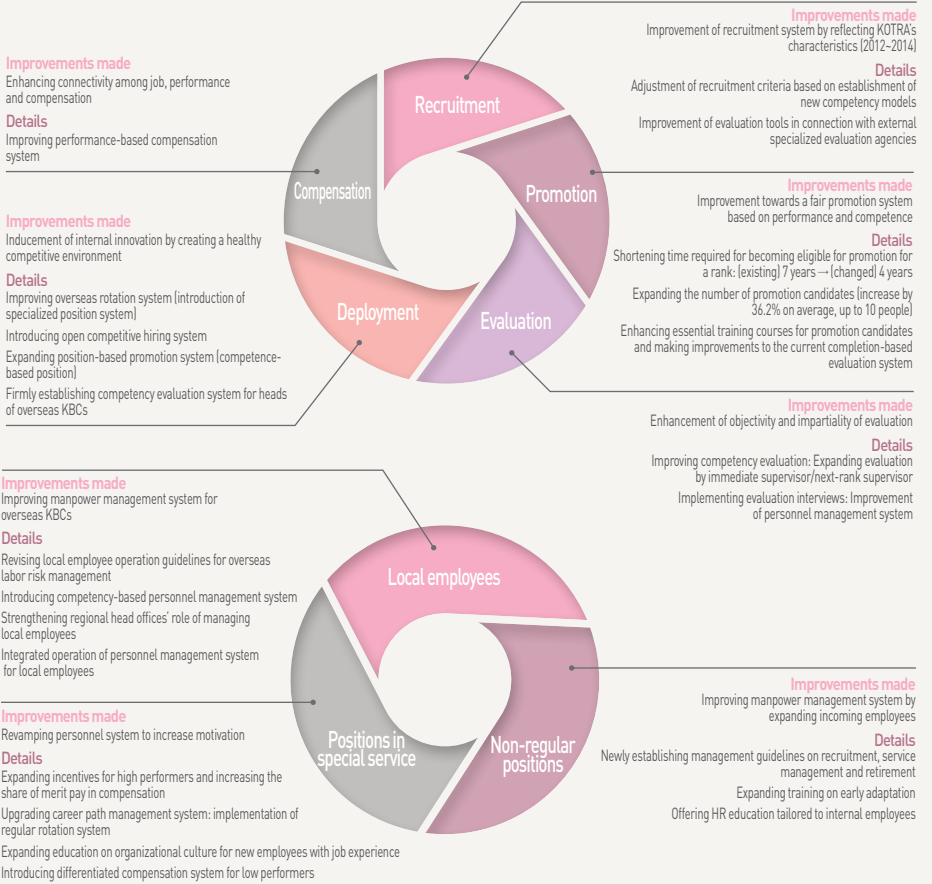 Improvements made
Enhancing connectivity among job, performance
and compensation
Details
Improving performance-based compensation
system
Improvements made
Inducement of internal innovation by creating a healthy
competitive environment
Details
Improving overseas rotation system (introduction of
specialized position system)
Introducing open competitive hiring system
Expanding position-based promotion system (competence-
based position)
Firmly establishing competency evaluation system for heads
of overseas KBCs
Recruitment
Promotion
Evaluation
Deployment
Compensation
Improvements made
Improvement of recruitment system by reflecting KOTRA's
characteristics (2012~2014)
Details
Adjustment of recruitment criteria based on establishment of
new competency models
Improvement of evaluation tools in connection with external
specialized evaluation agencies
Improvements made
Improvement towards a fair promotion system
based on performance and competence
Details
Shortening time required for becoming eligible for promotion for
a rank: (existing) 7 years → (changed) 4 years
Expanding the number of promotion candidates (increase by
36.2% on average, up to 10 people)
Enhancing essential training courses for promotion candidates
and making improvements to the current completion-based
evaluation system
Improvements made
Enhancement of objectivity and impartiality of evaluation
Details
Improving competency evaluation: Expanding evaluation
by immediate supervisor/next-rank supervisor
Implementing evaluation interviews: Improvement
of personnel management system
Improvements made
Improving manpower management system for
overseas KBCs
Details
Revising local employee operation guidelines for overseas
labor risk management
Introducing competency-based personnel management system
Strengthening regional head offices' role of managing
local employees
Integrated operation of personnel management system
for local employees
Improvements made
Revamping personnel system to increase motivation
Details
Expanding incentives for high performers and increasing the
share of merit pay in compensation
Upgrading career path management system: implementation of
regular rotation system
Expanding education on organizational culture for new employees with job experience
Introducing differentiated compensation system for low performers
Local employees
Non-regular
positions
Positions in
special service
Improvements made
Improving manpower management system by
expanding incoming employees
Details
Newly establishing management guidelines on recruitment, service
management and retirement
Expanding training on early adaptation
Offering HR education tailored to internal employees